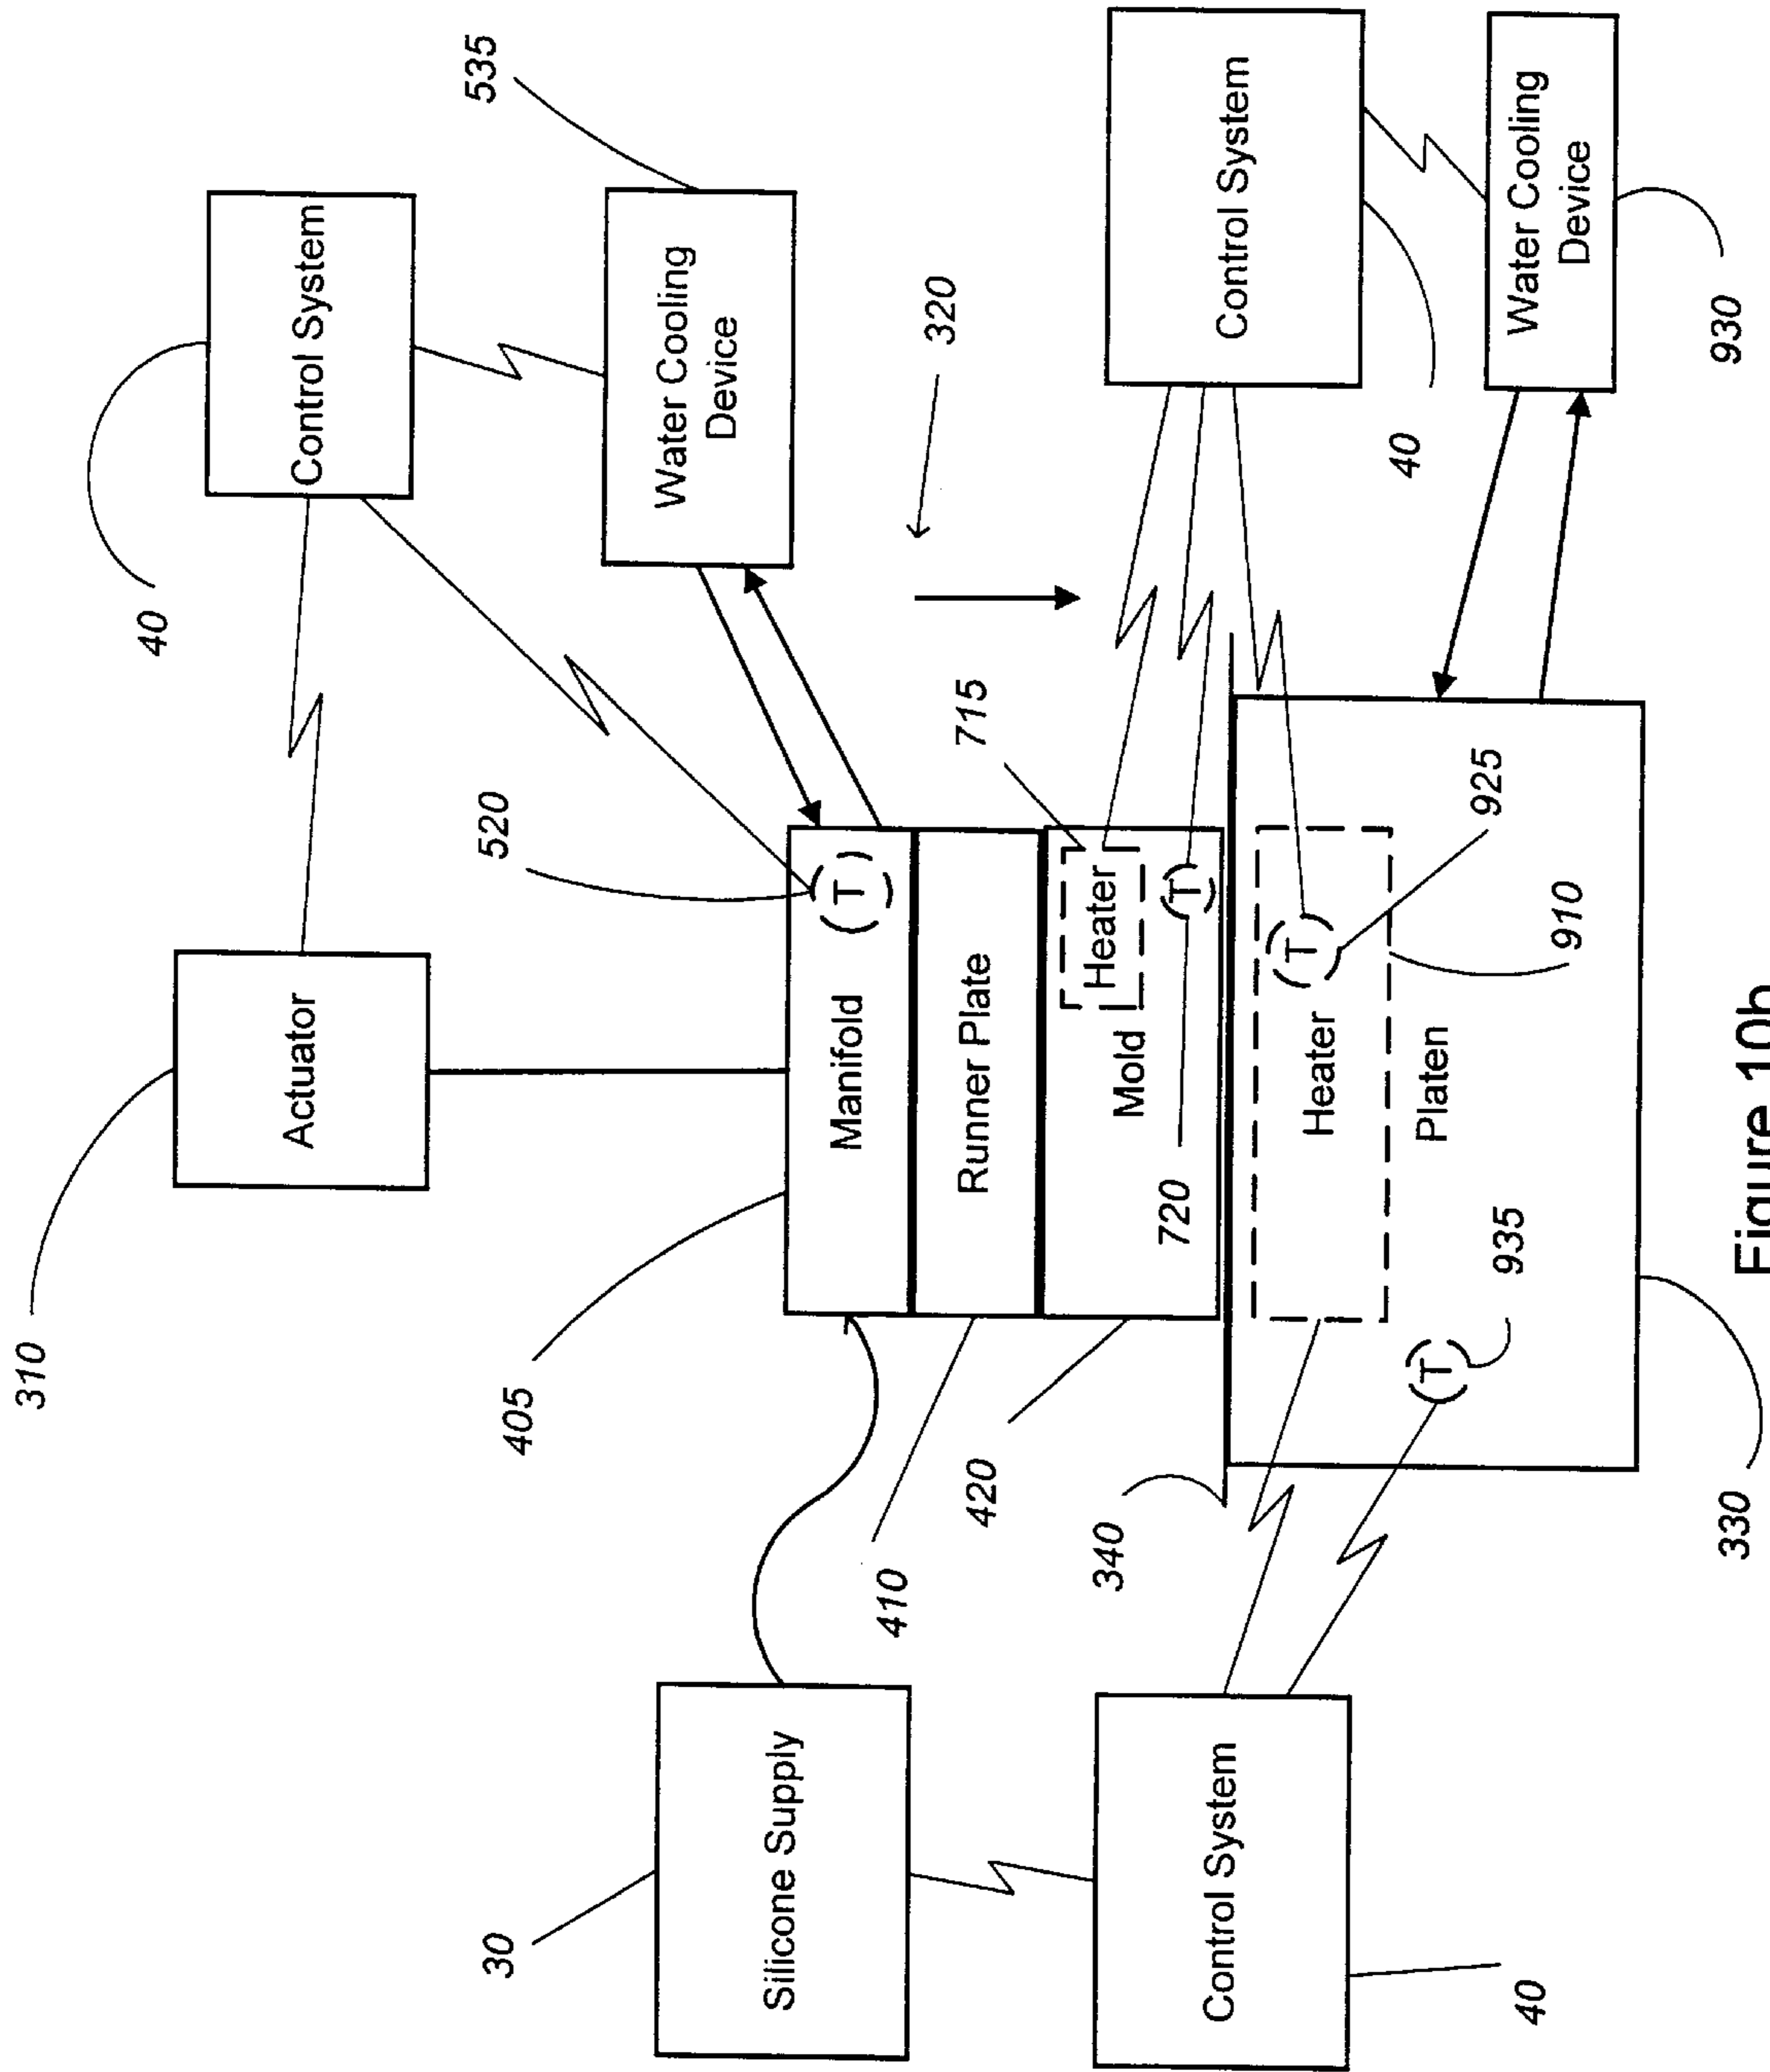 310
Actuator
40
Control System
535
Water Cooling
Device
520
405
Manifold
(T)
320
30
Silicone Supply
410
Runner Plate
715
420
Mold
Heater
(T)
720
340
Control System
40
Control System
40
Heater
(T)
925
Platen
910
(T)
935
Water Cooling
Device
930
330
Figure 10b